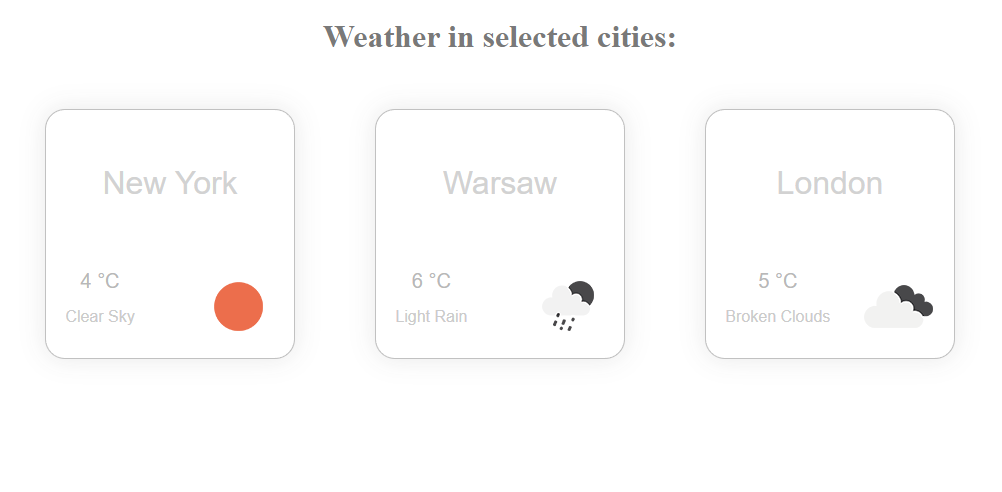 Weather in selected cities:
New York
4 °C
Clear Sky
Warsaw
6 °C
Light Rain
London
5 °C
Broken Clouds